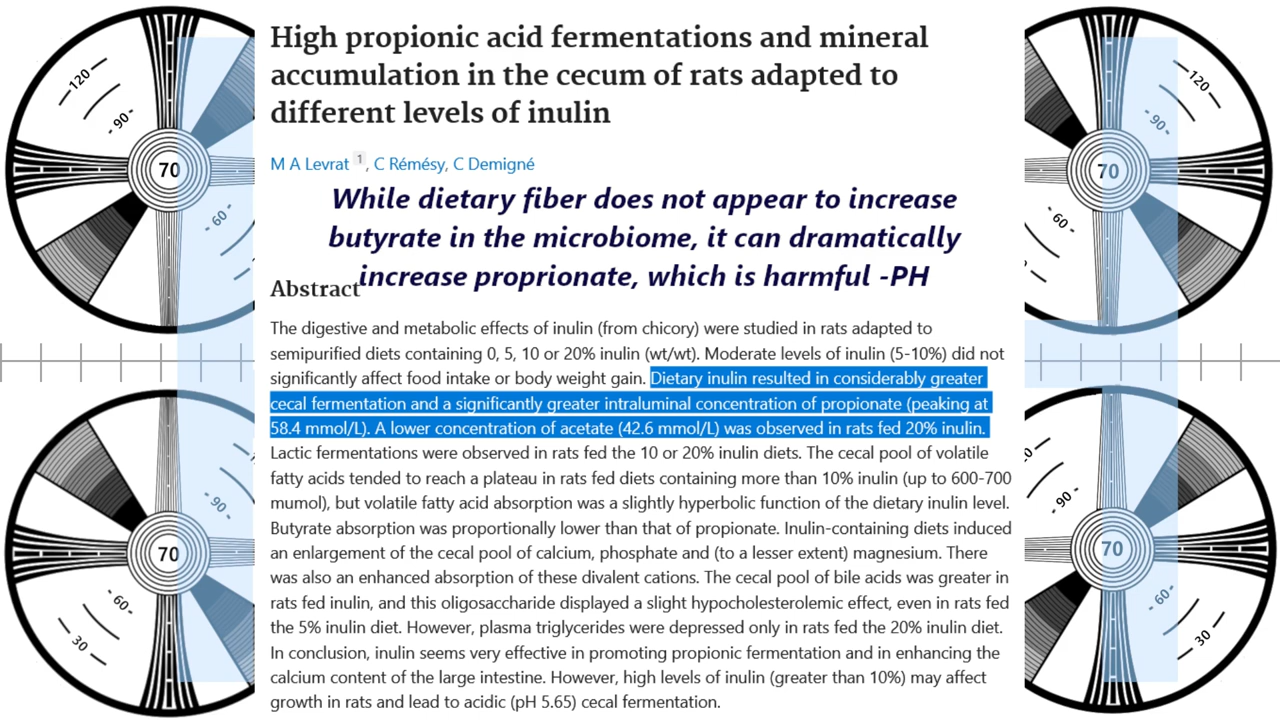 High propionic acid fermentations and mineral
accumulation in the cecum of rats adapted to
different levels of inulin
M A Levrat 1, C Rémésy, C Demigné
While dietary fiber does not appear to increase
butyrate in the microbiome, it can dramatically
increase proprionate, which is harmful -PH
Abstract
The digestive and metabolic effects of inulin (from chicory) were studied in rats adapted to
semipurified diets containing 0, 5, 10 or 20% inulin (wt/wt). Moderate levels of inulin (5-10%) did not
significantly affect food intake or body weight gain. Dietary inulin resulted in considerably greater
cecal fermentation and a significantly greater intraluminal concentration of propionate (peaking at
58.4 mmol/L). A lower concentration of acetate (42.6 mmol/L) was observed in rats fed 20% inulin.
Lactic fermentations were observed in rats fed the 10 or 20% inulin diets. The cecal pool of volatile
fatty acids tended to reach a plateau in rats fed diets containing more than 10% inulin (up to 600-700
mumol), but volatile fatty acid absorption was a slightly hyperbolic function of the dietary inulin level.
Butyrate absorption was proportionally lower than that of propionate. Inulin-containing diets induced
an enlargement of the cecal pool of calcium, phosphate and (to a lesser extent) magnesium. There
was also an enhanced absorption of these divalent cations. The cecal pool of bile acids was greater in
rats fed inulin, and this oligosaccharide displayed a slight hypocholesterolemic effect, even in rats fed
the 5% inulin diet. However, plasma triglycerides were depressed only in rats fed the 20% inulin diet.
In conclusion, inulin seems very effective in promoting propionic fermentation and in enhancing the
calcium content of the large intestine. However, high levels of inulin (greater than 10%) may affect
growth in rats and lead to acidic (pH 5.65) cecal fermentation.
120
- 90 -
70
- 60 -
120
- 90 -
70
- 60 -
- 90 -
70
- 60 -
30
- 90 -
70
- 60 -
30